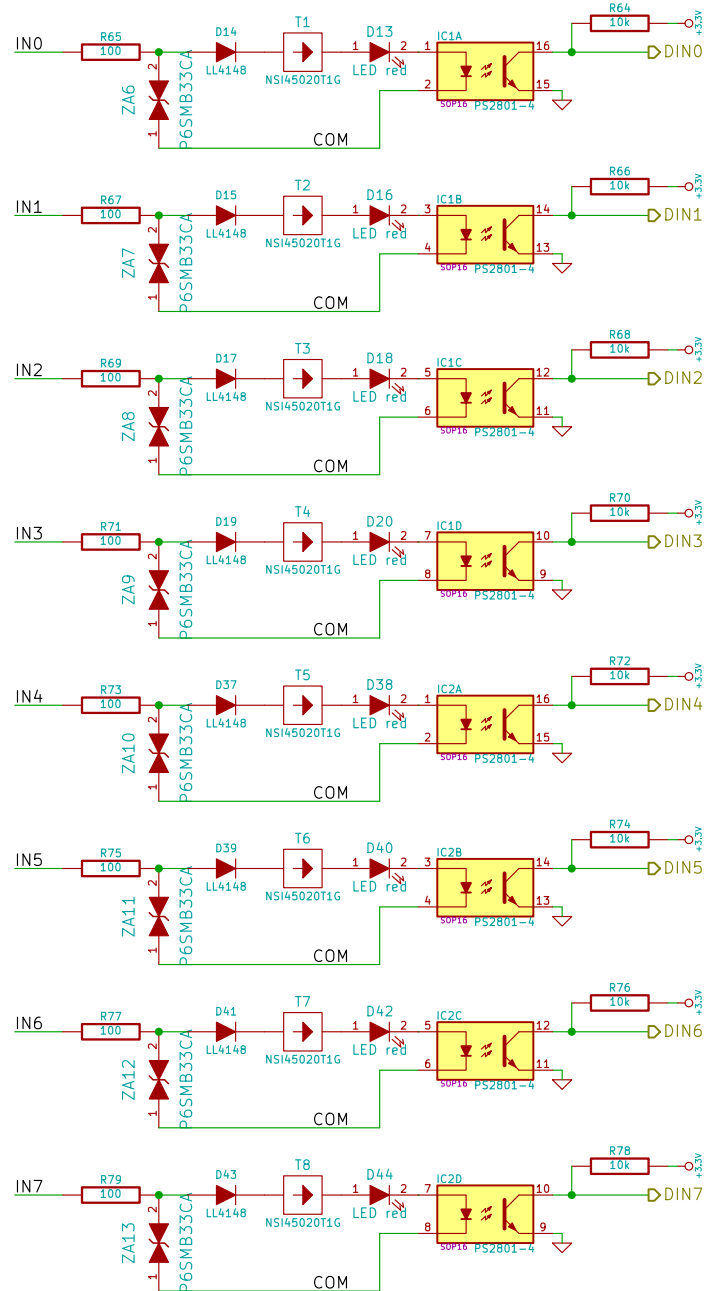 R64
10k
+3.3V
IN0
R65
100
D14
LL4148
T1
NSI45020T1G
1 D13 2
LED red
1 IC1A 16
2 15
SOP16 PS2801-4
DIN0
ZA6
2
1
P6SMB33CA
COM
R66
10k
+3.3V
IN1
R67
100
D15
LL4148
T2
NSI45020T1G
1 D16 2
LED red
3 IC1B 14
4 13
SOP16 PS2801-4
DIN1
ZA7
2
1
P6SMB33CA
COM
R68
10k
+3.3V
IN2
R69
100
D17
LL4148
T3
NSI45020T1G
1 D18 2
LED red
5 IC1C 12
6 11
SOP16 PS2801-4
DIN2
ZA8
2
1
P6SMB33CA
COM
R70
10k
+3.3V
IN3
R71
100
D19
LL4148
T4
NSI45020T1G
1 D20 2
LED red
7 IC1D 10
8 9
SOP16 PS2801-4
DIN3
ZA9
2
1
P6SMB33CA
COM
R72
10k
+3.3V
IN4
R73
100
D37
LL4148
T5
NSI45020T1G
1 D38 2
LED red
1 IC2A 16
2 15
SOP16 PS2801-4
DIN4
ZA10
2
1
P6SMB33CA
COM
R74
10k
+3.3V
IN5
R75
100
D39
LL4148
T6
NSI45020T1G
1 D40 2
LED red
3 IC2B 14
4 13
SOP16 PS2801-4
DIN5
ZA11
2
1
P6SMB33CA
COM
R76
10k
+3.3V
IN6
R77
100
D41
LL4148
T7
NSI45020T1G
1 D42 2
LED red
5 IC2C 12
6 11
SOP16 PS2801-4
DIN6
ZA12
2
1
P6SMB33CA
COM
R78
10k
+3.3V
IN7
R79
100
D43
LL4148
T8
NSI45020T1G
1 D44 2
LED red
7 IC2D 10
8 9
SOP16 PS2801-4
DIN7
ZA13
2
1
P6SMB33CA
COM